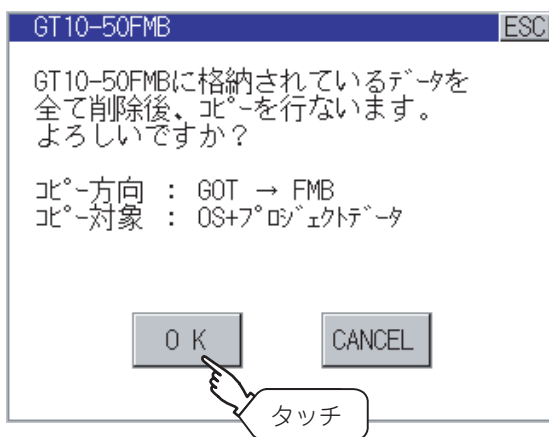 GT10-50FMB ESC
GT10-50FMBに格納されているﾃﾞｰﾀを
全て削除後、ｺﾋﾟｰを行ないます。
よろしいですか？
ｺﾋﾟｰ方向 : GOT → FMB
ｺﾋﾟｰ対象 : OS+ﾌﾟﾛｼﾞｪｸﾄﾃﾞｰﾀ
OK CANCEL
タッチ